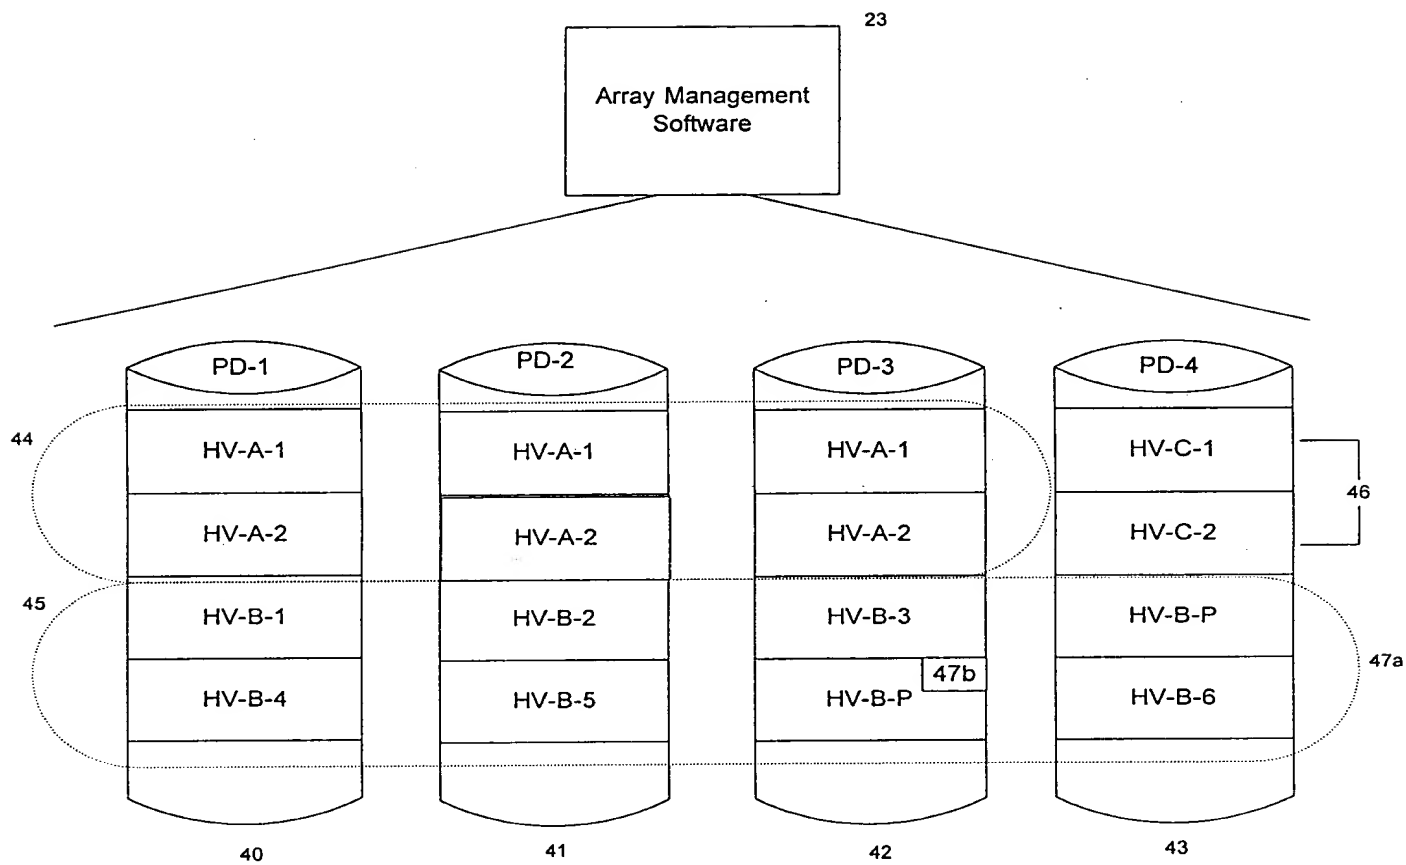 23
Array Management
Software
PD-1
PD-2
PD-3
PD-4
44
HV-A-1
HV-A-1
HV-A-1
HV-C-1
46
HV-A-2
HV-A-2
HV-A-2
HV-C-2
45
HV-B-1
HV-B-2
HV-B-3
HV-B-P
47a
47b
HV-B-4
HV-B-5
HV-B-P
HV-B-6
40
41
42
43